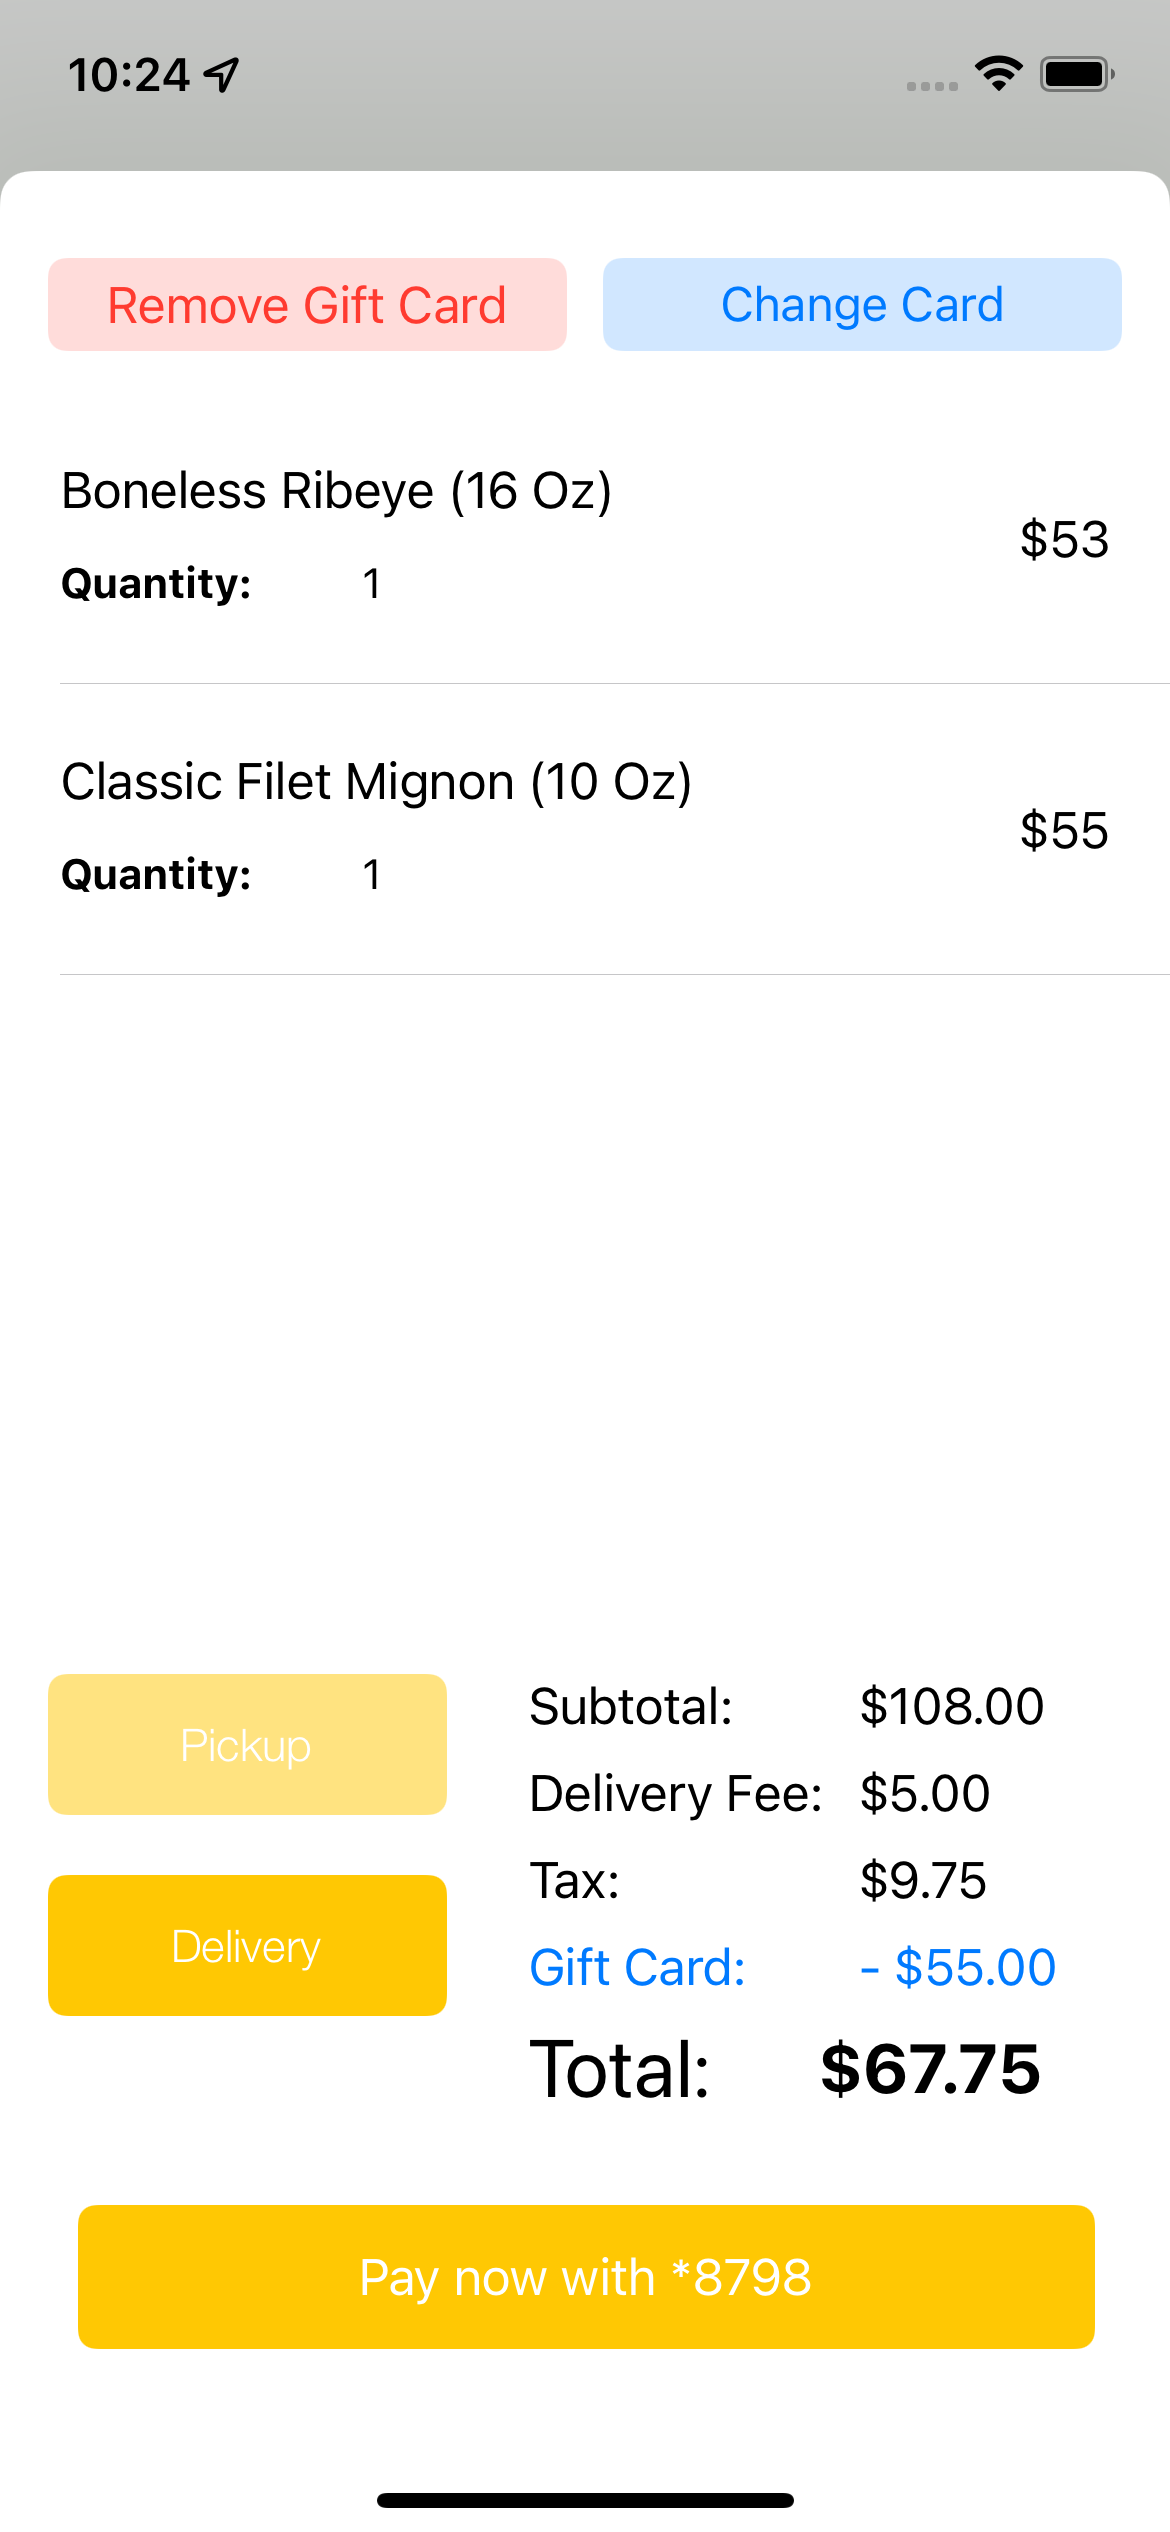 10:24
Remove Gift Card
Change Card
Boneless Ribeye (16 Oz)
$53
Quantity: 1
Classic Filet Mignon (10 Oz)
$55
Quantity: 1
Pickup
Delivery
Subtotal: $108.00
Delivery Fee: $5.00
Tax: $9.75
Gift Card: - $55.00
Total: $67.75
Pay now with *8798